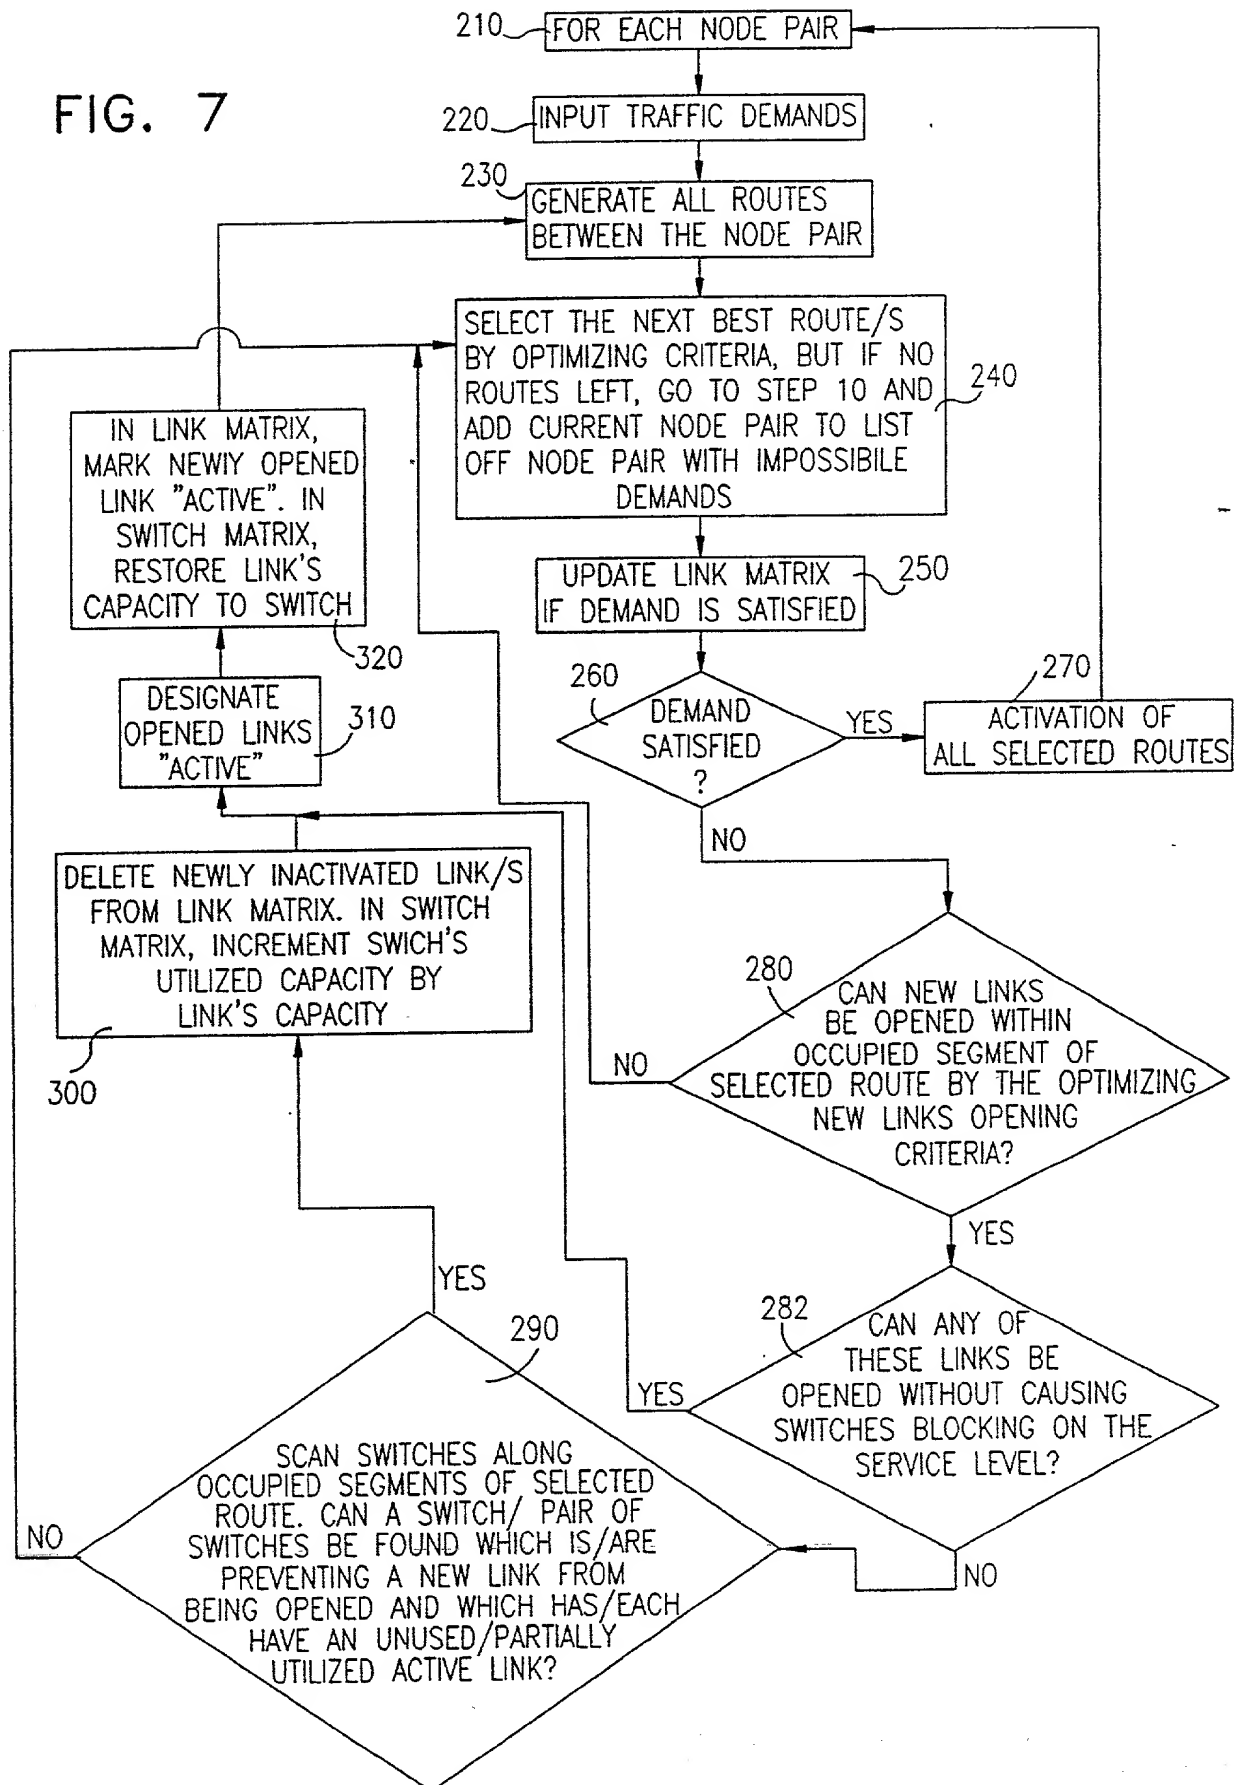 FIG. 7
210
FOR EACH NODE PAIR
220
INPUT TRAFFIC DEMANDS
230
GENERATE ALL ROUTES
BETWEEN THE NODE PAIR
SELECT THE NEXT BEST ROUTE/S
BY OPTIMIZING CRITERIA, BUT IF NO
ROUTES LEFT, GO TO STEP 10 AND
ADD CURRENT NODE PAIR TO LIST
OFF NODE PAIR WITH IMPOSSIBILE
DEMANDS
240
IN LINK MATRIX,
MARK NEWIY OPENED
LINK "ACTIVE". IN
SWITCH MATRIX,
RESTORE LINK'S
CAPACITY TO SWITCH
320
UPDATE LINK MATRIX
IF DEMAND IS SATISFIED
250
260
DEMAND
SATISFIED
?
YES
NO
270
ACTIVATION OF
ALL SELECTED ROUTES
DESIGNATE
OPENED LINKS
"ACTIVE"
310
DELETE NEWLY INACTIVATED LINK/S
FROM LINK MATRIX. IN SWITCH
MATRIX, INCREMENT SWICH'S
UTILIZED CAPACITY BY
LINK'S CAPACITY
300
280
CAN NEW LINKS
BE OPENED WITHIN
OCCUPIED SEGMENT OF
SELECTED ROUTE BY THE OPTIMIZING
NEW LINKS OPENING
CRITERIA?
NO
YES
282
CAN ANY OF
THESE LINKS BE
OPENED WITHOUT CAUSING
SWITCHES BLOCKING ON THE
SERVICE LEVEL?
YES
NO
YES
290
SCAN SWITCHES ALONG
OCCUPIED SEGMENTS OF SELECTED
ROUTE. CAN A SWITCH/ PAIR OF
SWITCHES BE FOUND WHICH IS/ARE
PREVENTING A NEW LINK FROM
BEING OPENED AND WHICH HAS/EACH
HAVE AN UNUSED/PARTIALLY
UTILIZED ACTIVE LINK?
NO